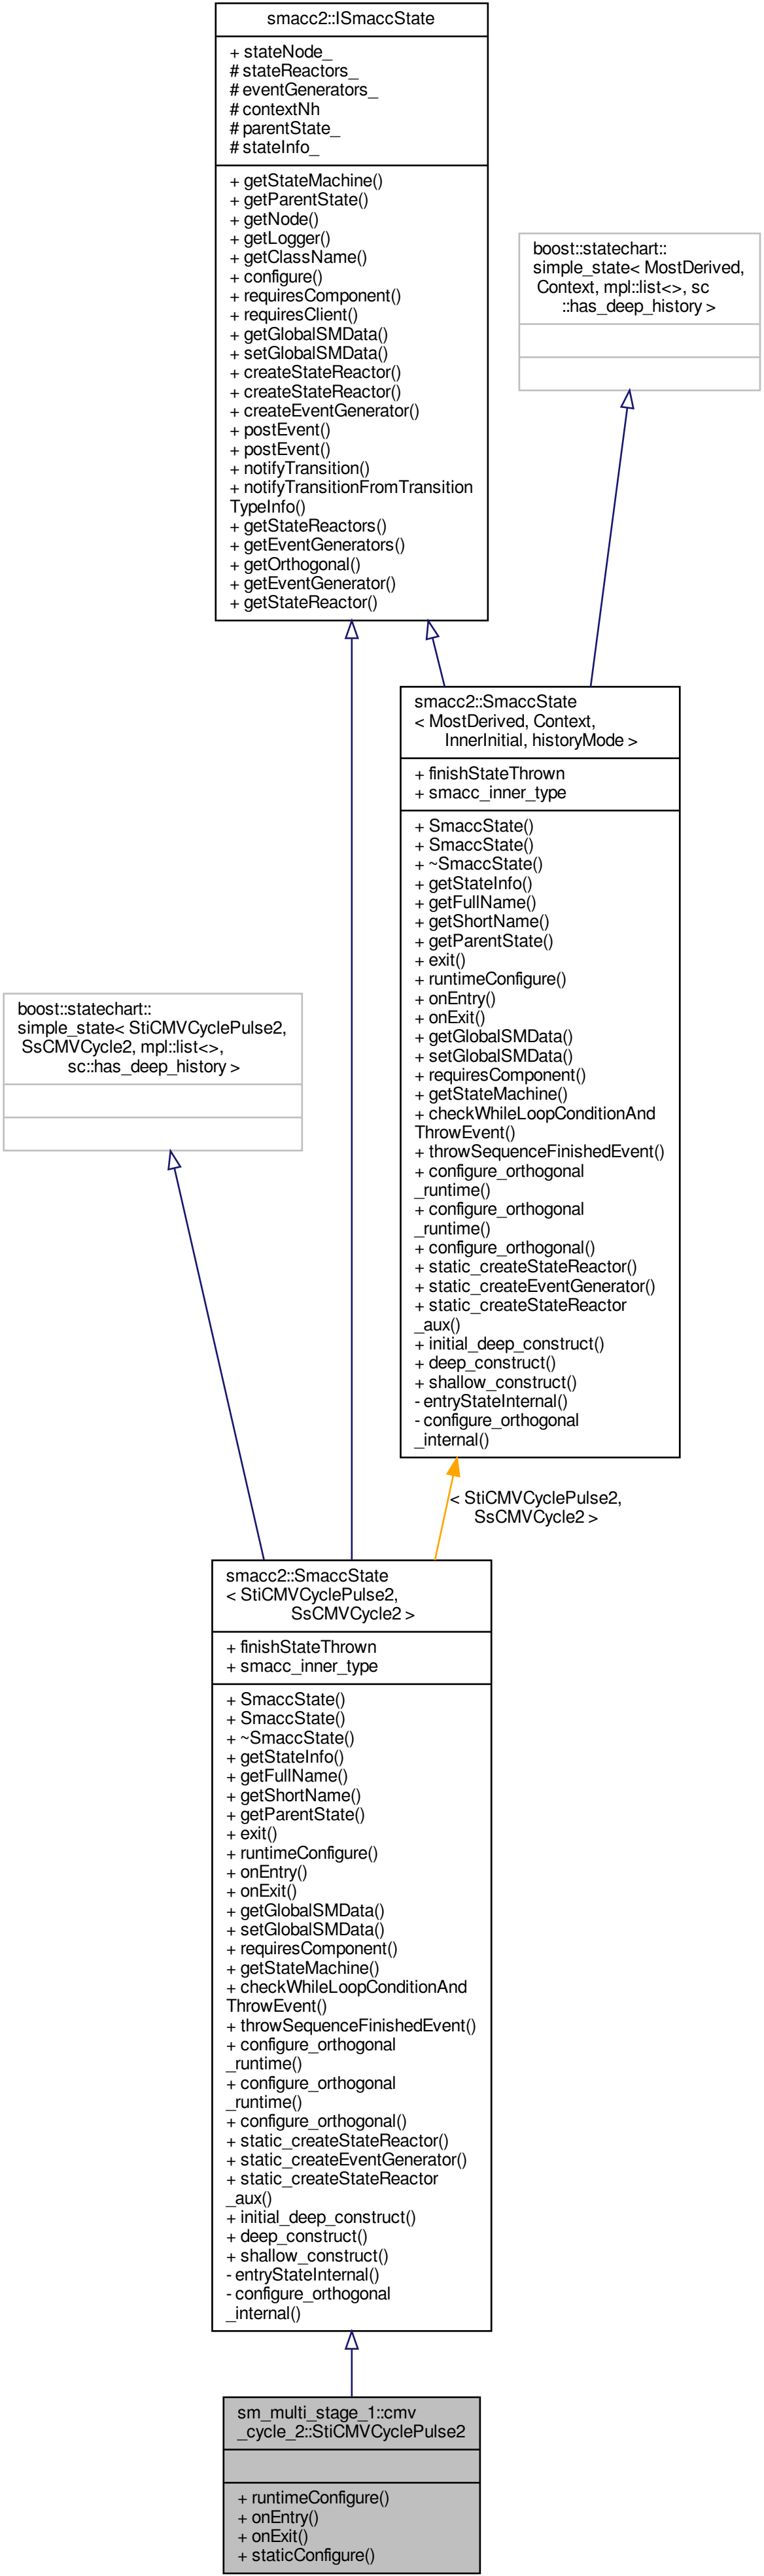 smacc2::ISmaccState
+ stateNode_
# stateReactors_
# eventGenerators_
# contextNh
# parentState_
# stateInfo_
+ getStateMachine()
+ getParentState()
+ getNode()
+ getLogger()
+ getClassName()
+ configure()
+ requiresComponent()
+ requiresClient()
+ getGlobalSMData()
+ setGlobalSMData()
+ createStateReactor()
+ createStateReactor()
+ createEventGenerator()
+ postEvent()
+ postEvent()
+ notifyTransition()
+ notifyTransitionFromTransition
TypeInfo()
+ getStateReactors()
+ getEventGenerators()
+ getOrthogonal()
+ getEventGenerator()
+ getStateReactor()
boost::statechart::
simple_state< MostDerived,
Context, mpl::list<>, sc
::has_deep_history >
smacc2::SmaccState
< MostDerived, Context,
InnerInitial, historyMode >
+ finishStateThrown
+ smacc_inner_type
+ SmaccState()
+ SmaccState()
+ ~SmaccState()
+ getStateInfo()
+ getFullName()
+ getShortName()
+ getParentState()
+ exit()
+ runtimeConfigure()
+ onEntry()
+ onExit()
+ getGlobalSMData()
+ setGlobalSMData()
+ requiresComponent()
+ getStateMachine()
+ checkWhileLoopConditionAnd
ThrowEvent()
+ throwSequenceFinishedEvent()
+ configure_orthogonal
_runtime()
+ configure_orthogonal
_runtime()
+ configure_orthogonal()
+ static_createStateReactor()
+ static_createEventGenerator()
+ static_createStateReactor
_aux()
+ initial_deep_construct()
+ deep_construct()
+ shallow_construct()
- entryStateInternal()
- configure_orthogonal
_internal()
boost::statechart::
simple_state< StiCMVCyclePulse2,
SsCMVCycle2, mpl::list<>,
sc::has_deep_history >
< StiCMVCyclePulse2,
SsCMVCycle2 >
smacc2::SmaccState
< StiCMVCyclePulse2,
SsCMVCycle2 >
+ finishStateThrown
+ smacc_inner_type
+ SmaccState()
+ SmaccState()
+ ~SmaccState()
+ getStateInfo()
+ getFullName()
+ getShortName()
+ getParentState()
+ exit()
+ runtimeConfigure()
+ onEntry()
+ onExit()
+ getGlobalSMData()
+ setGlobalSMData()
+ requiresComponent()
+ getStateMachine()
+ checkWhileLoopConditionAnd
ThrowEvent()
+ throwSequenceFinishedEvent()
+ configure_orthogonal
_runtime()
+ configure_orthogonal
_runtime()
+ configure_orthogonal()
+ static_createStateReactor()
+ static_createEventGenerator()
+ static_createStateReactor
_aux()
+ initial_deep_construct()
+ deep_construct()
+ shallow_construct()
- entryStateInternal()
- configure_orthogonal
_internal()
sm_multi_stage_1::cmv
_cycle_2::StiCMVCyclePulse2
+ runtimeConfigure()
+ onEntry()
+ onExit()
+ staticConfigure()